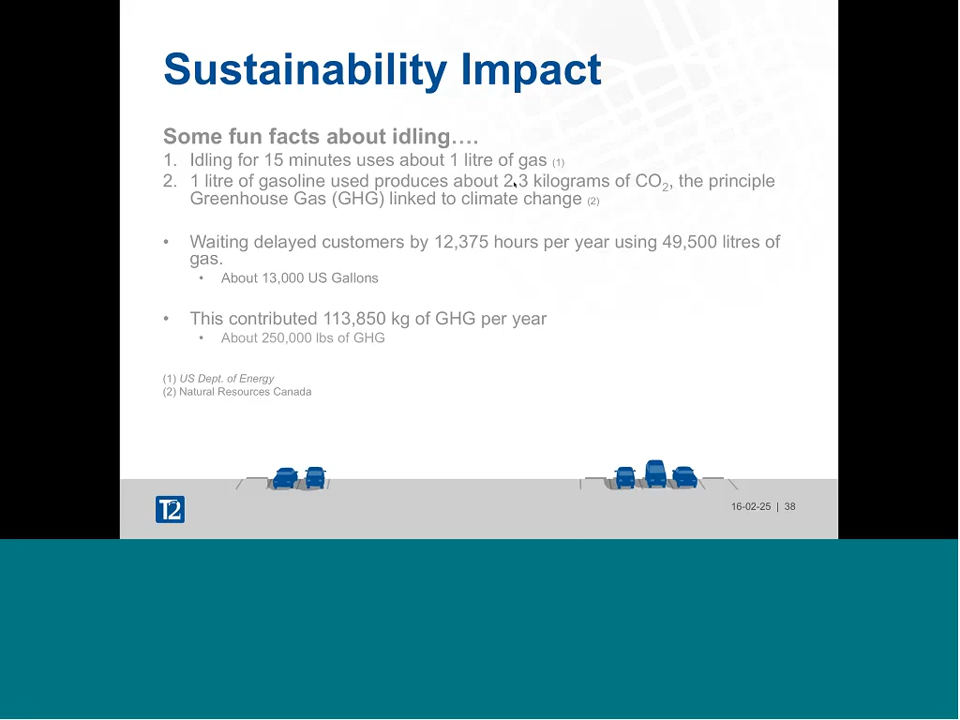 Sustainability Impact
Some fun facts about idling….
1. Idling for 15 minutes uses about 1 litre of gas (1)
2. 1 litre of gasoline used produces about 2.3 kilograms of CO2, the principle
Greenhouse Gas (GHG) linked to climate change (2)
• Waiting delayed customers by 12,375 hours per year using 49,500 litres of
gas.
• About 13,000 US Gallons
• This contributed 113,850 kg of GHG per year
• About 250,000 lbs of GHG
(1) US Dept. of Energy
(2) Natural Resources Canada
T2
16-02-25 | 38